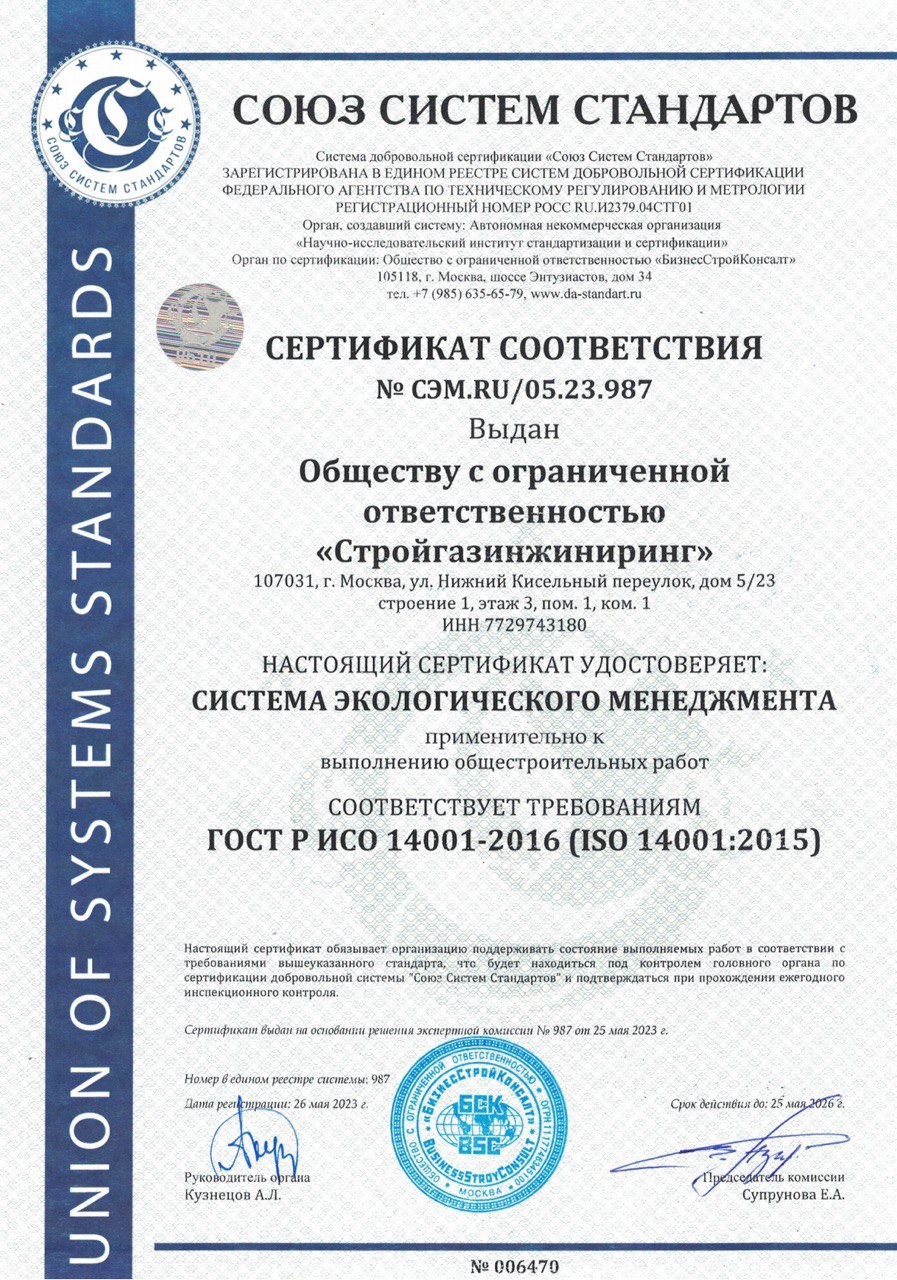 СОЮЗ СИСТЕМ СТАНДАРТОВ
СОЮЗ СИСТЕМ СТАНДАРТОВ
Система добровольной сертификации «Союз Систем Стандартов»
ЗАРЕГИСТРИРОВАНА В ЕДИНОМ РЕЕСТРЕ СИСТЕМ ДОБРОВОЛЬНОЙ СЕРТИФИКАЦИИ
ФЕДЕРАЛЬНОГО АГЕНТСТВА ПО ТЕХНИЧЕСКОМУ РЕГУЛИРОВАНИЮ И МЕТРОЛОГИИ
РЕГИСТРАЦИОННЫЙ НОМЕР РОСС RU.И2379.04СТГ01
Орган, создавший систему: Автономная некоммерческая организация
«Научно-исследовательский институт стандартизации и сертификации»
Орган по сертификации: Общество с ограниченной ответственностью «БизнесСтройКонсалт»
105118, г. Москва, шоссе Энтузиастов, дом 34
тел. +7 (985) 635-65-79, www.da-standart.ru
UNION OF SYSTEMS STANDARDS
СЕРТИФИКАТ СООТВЕТСТВИЯ
№ СЭМ.RU/05.23.987
Выдан
Обществу с ограниченной
ответственностью
«Стройгазинжиниринг»
107031, г. Москва, ул. Нижний Кисельный переулок, дом 5/23
строение 1, этаж 3, пом. 1, ком. 1
ИНН 7729743180
НАСТОЯЩИЙ СЕРТИФИКАТ УДОСТОВЕРЯЕТ:
СИСТЕМА ЭКОЛОГИЧЕСКОГО МЕНЕДЖМЕНТА
применительно к
выполнению общестроительных работ
СООТВЕТСТВУЕТ ТРЕБОВАНИЯМ
ГОСТ Р ИСО 14001-2016 (ISO 14001:2015)
Настоящий сертификат обязывает организацию поддерживать состояние выполняемых работ в соответствии с
требованиями вышеуказанного стандарта, что будет находиться под контролем головного органа по
сертификации добровольной системы "Союз Систем Стандартов" и подтверждаться при прохождении ежегодного
инспекционного контроля.
Сертификат выдан на основании решения экспертной комиссии № 987 от 25 мая 2023 г.
Номер в едином реестре системы: 987
Дата регистрации: 26 мая 2023 г.
Срок действия до: 25 мая 2026 г.
ОБЩЕСТВО С ОГРАНИЧЕННОЙ ОТВЕТСТВЕННОСТЬЮ
«БизнесСтройКонсалт»
БСК
BSC
BusinessStroyConsult
МОСКВА
Руководитель органа
Кузнецов А.Л.
Председатель комиссии
Супрунова Е.А.
№ 006470